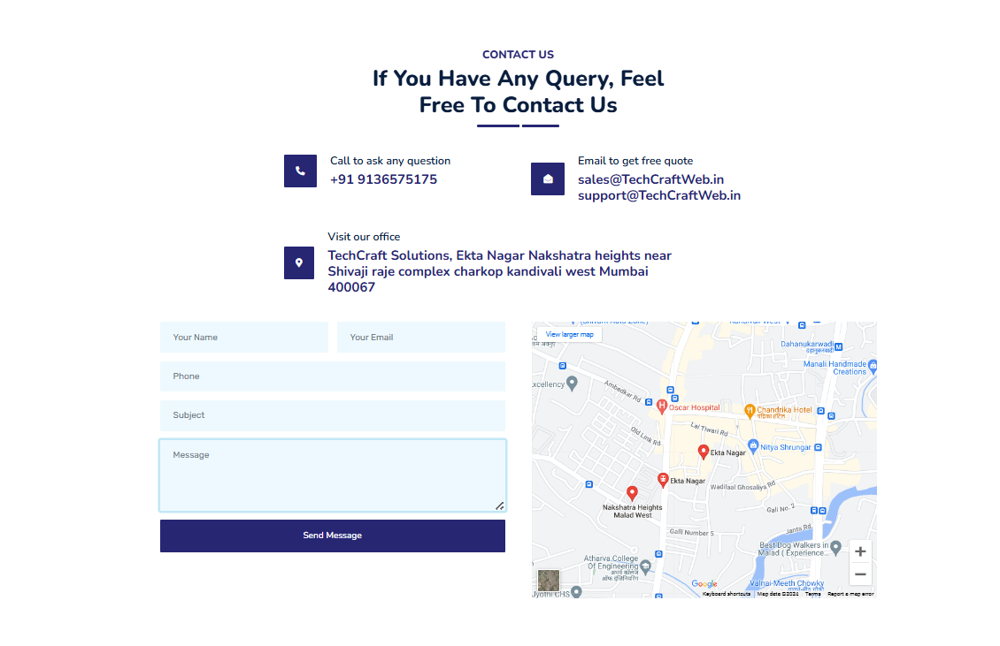 CONTACT US
If You Have Any Query, Feel
Free To Contact Us
Call to ask any question
+91 9136575175
Email to get free quote
sales@TechCraftWeb.in
support@TechCraftWeb.in
Visit our office
TechCraft Solutions, Ekta Nagar Nakshatra heights near
Shivaji raje complex charkop kandivali west Mumbai
400067
Your Name
Your Email
Phone
Subject
Message
Send Message
View larger map
Dahanukarwadi
Manali Handmade
Creations
xcellency
Ambedkar Rd
Oscar Hospital
Chandrika Hotel
Lal Tiwari Rd
Old Link Rd
Nitya Shrungar
Ekta Nagar
Ekta Nagar
Wadilaal Ghosaliya Rd
Nakshatra Heights
Malad West
Gali No. 2
Galli Number 5
Janta Rd
Best Dog Walkers in
Malad ( Experience...
Atharva College
Of Engineering
Valnai-Meeth Chowky
Jyothi CHS
Google
Keyboard shortcuts
Map data ©2024
Terms
Report a map error